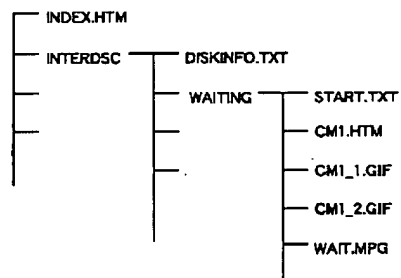 INDEX.HTM
INTERDSC DISKINFO.TXT
WAITING START.TXT
CM1.HTM
CM1_1.GIF
CM1_2.GIF
WAIT.MPG